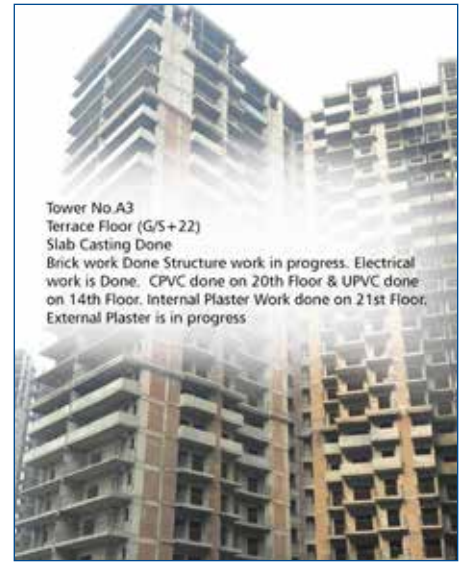 Tower No.A3
Terrace Floor (G/S+22)
Slab Casting Done
Brick work Done Structure work in progress. Electrical
work is Done. CPVC done on 20th Floor & UPVC done
on 14th Floor. Internal Plaster Work done on 21st Floor.
External Plaster is in progress